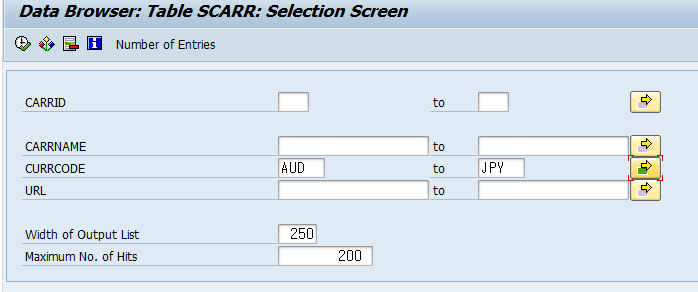 Data Browser: Table SCARR: Selection Screen
Number of Entries
CARRID to
CARRNAME to
CURRCODE AUD to JPY
URL to
Width of Output List 250
Maximum No. of Hits 200